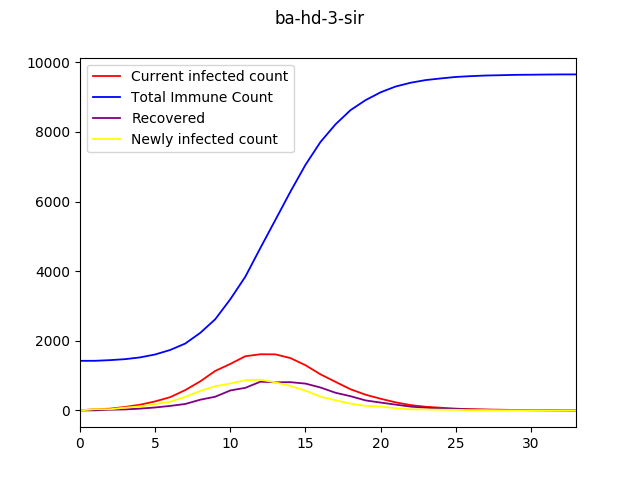 ba-hd-3-sir
10000
8000
6000
4000
2000
0
Current infected count
Total Immune Count
Recovered
Newly infected count
0 5 10 15 20 25 30